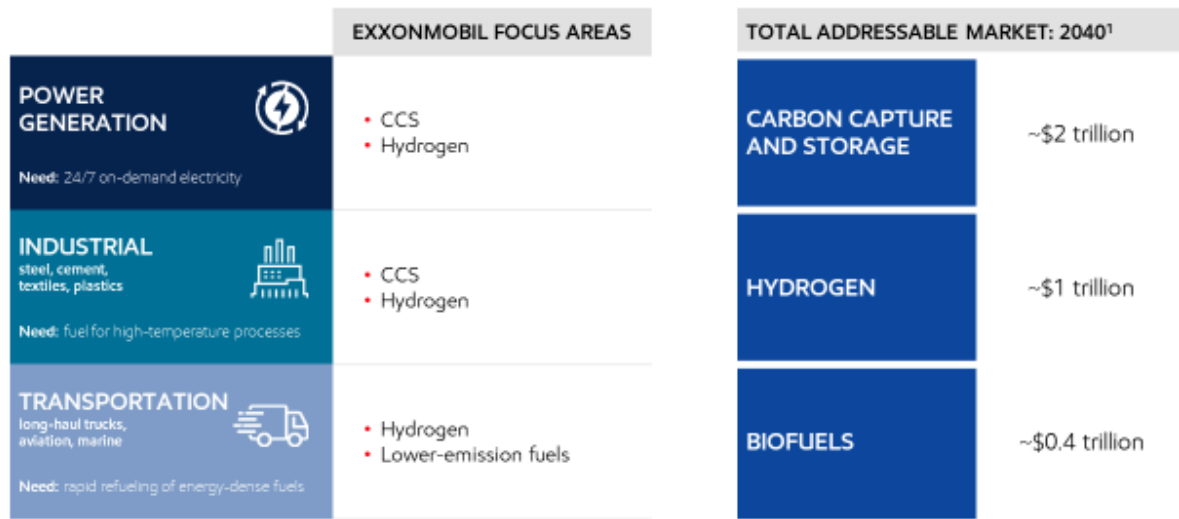 EXXONMOBIL FOCUS AREAS
POWER
GENERATION
Need: 24/7 on-demand electricity
• CCS
• Hydrogen
INDUSTRIAL
steel, cement,
textiles, plastics
Need: fuel for high-temperature processes
• CCS
• Hydrogen
TRANSPORTATION
long-haul trucks,
aviation, marine
Need: rapid refueling of energy-dense fuels
• Hydrogen
• Lower-emission fuels
TOTAL ADDRESSABLE MARKET: 2040¹
CARBON CAPTURE
AND STORAGE
~$2 trillion
HYDROGEN
~$1 trillion
BIOFUELS
~$0.4 trillion